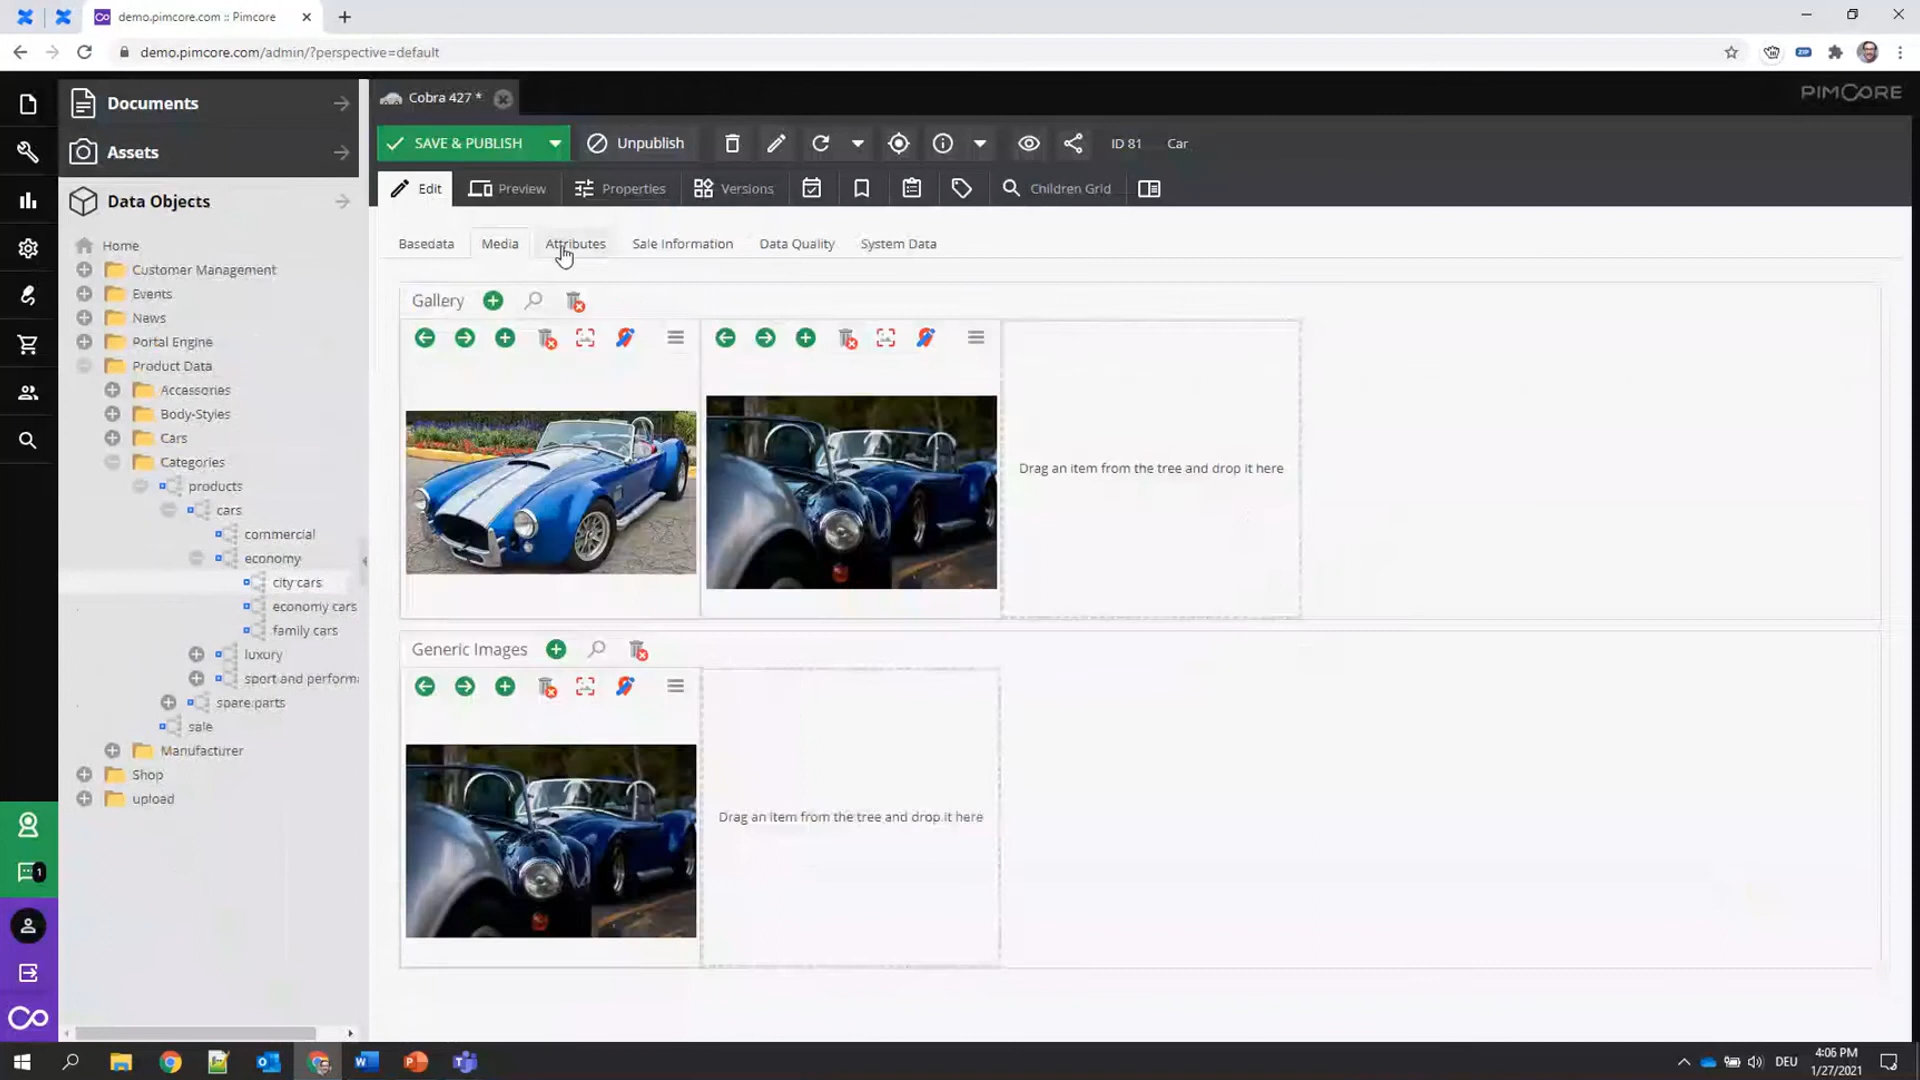 demo.pimcore.com :: Pimcore
demo.pimcore.com/admin/?perspective=default
ZIP
Documents
Assets
Data Objects
Home
Customer Management
Events
News
Portal Engine
Product Data
Accessories
Body-Styles
Cars
Categories
products
cars
commercial
economy
city cars
economy cars
family cars
luxury
sport and performa
spare parts
sale
Manufacturer
Shop
upload
1
Cobra 427 *
PIMCORE
SAVE & PUBLISH
Unpublish
ID 81
Car
Edit
Preview
Properties
Versions
Children Grid
Basedata
Media
Attributes
Sale Information
Data Quality
System Data
Gallery
Drag an item from the tree and drop it here
Generic Images
Drag an item from the tree and drop it here
DEU
4:06 PM
1/27/2021